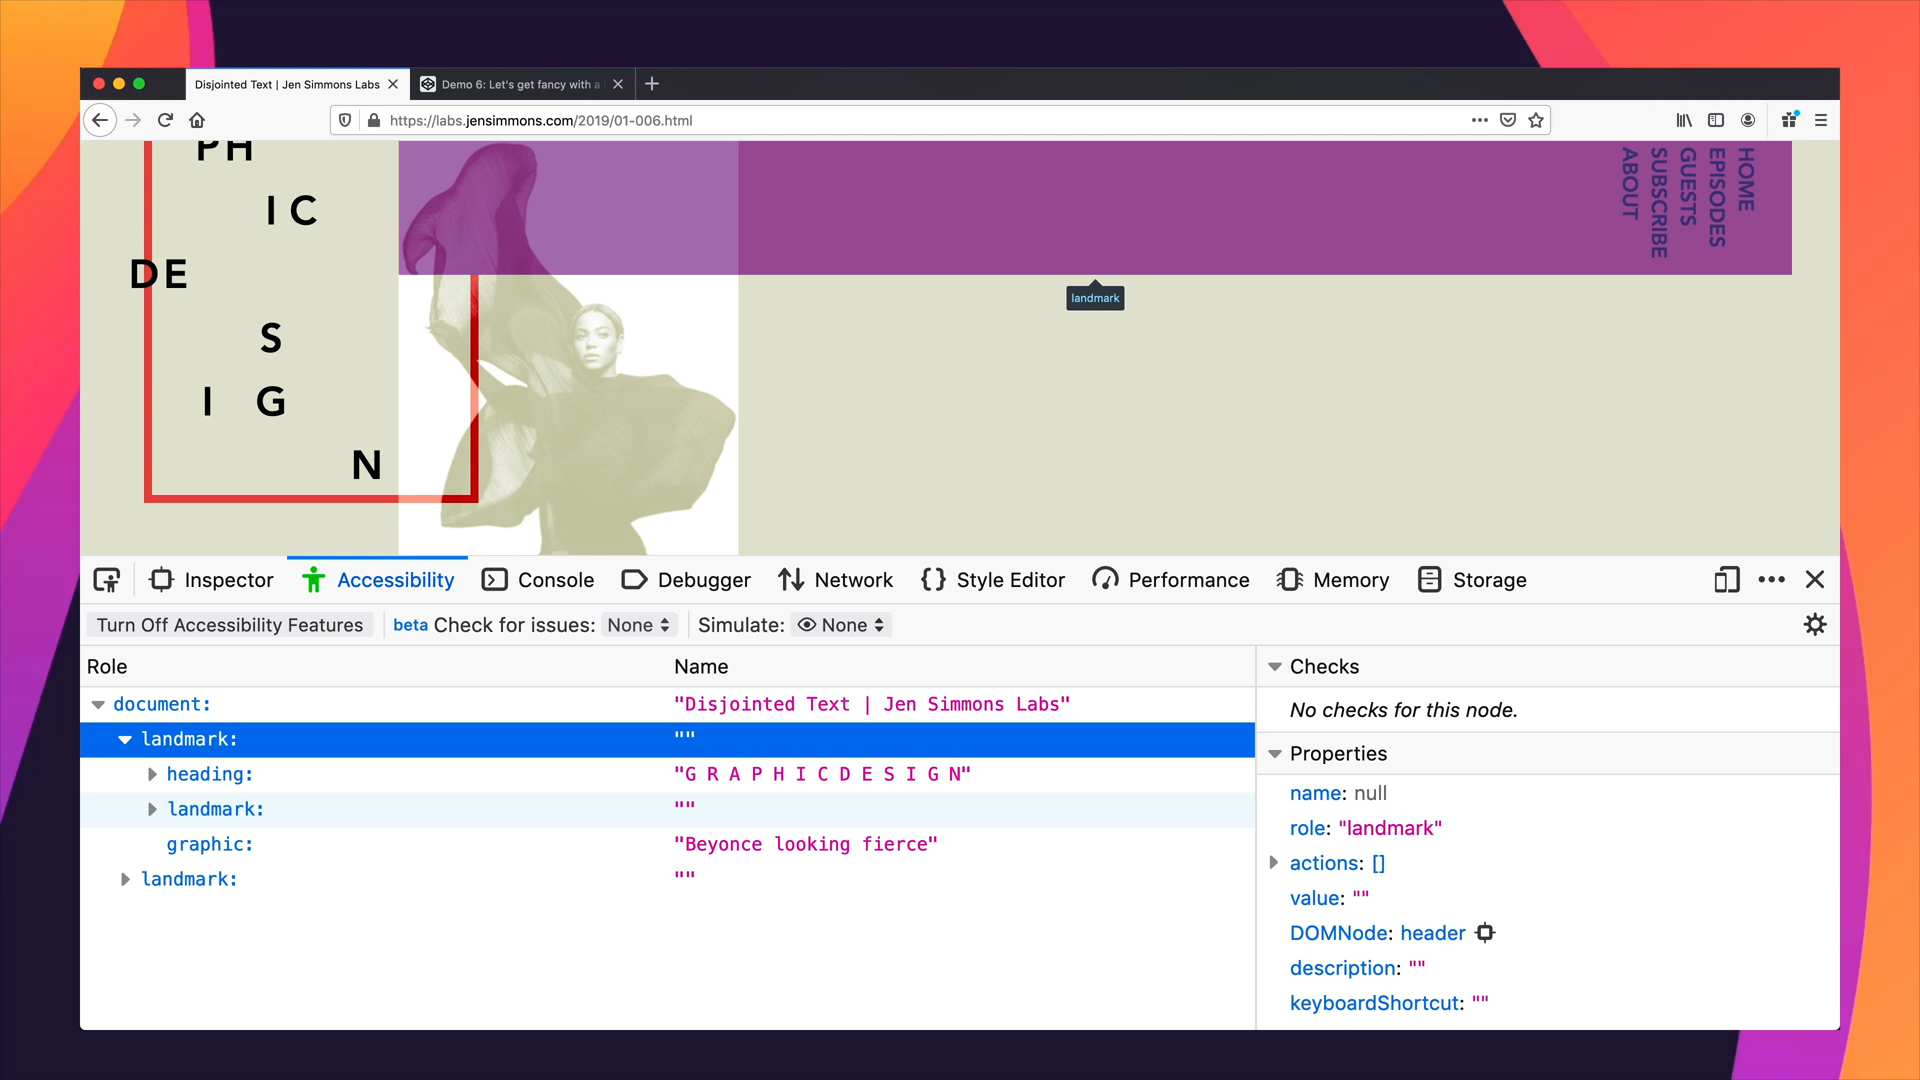 Disjointed Text | Jen Simmons Labs
Demo 6: Let's get fancy with a
https://labs.jensimmons.com/2019/01-006.html
PH
I C
DE
S
I G
N
HOME
EPISODES
GUESTS
SUBSCRIBE
ABOUT
landmark
Inspector Accessibility Console Debugger Network Style Editor Performance Memory Storage
Turn Off Accessibility Features beta Check for issues: None Simulate: None
Role Name
document: "Disjointed Text | Jen Simmons Labs"
landmark: ""
heading: "G R A P H I C D E S I G N"
landmark: ""
graphic: "Beyonce looking fierce"
landmark: ""
Checks
No checks for this node.
Properties
name: null
role: "landmark"
actions: []
value: ""
DOMNode: header
description: ""
keyboardShortcut: ""